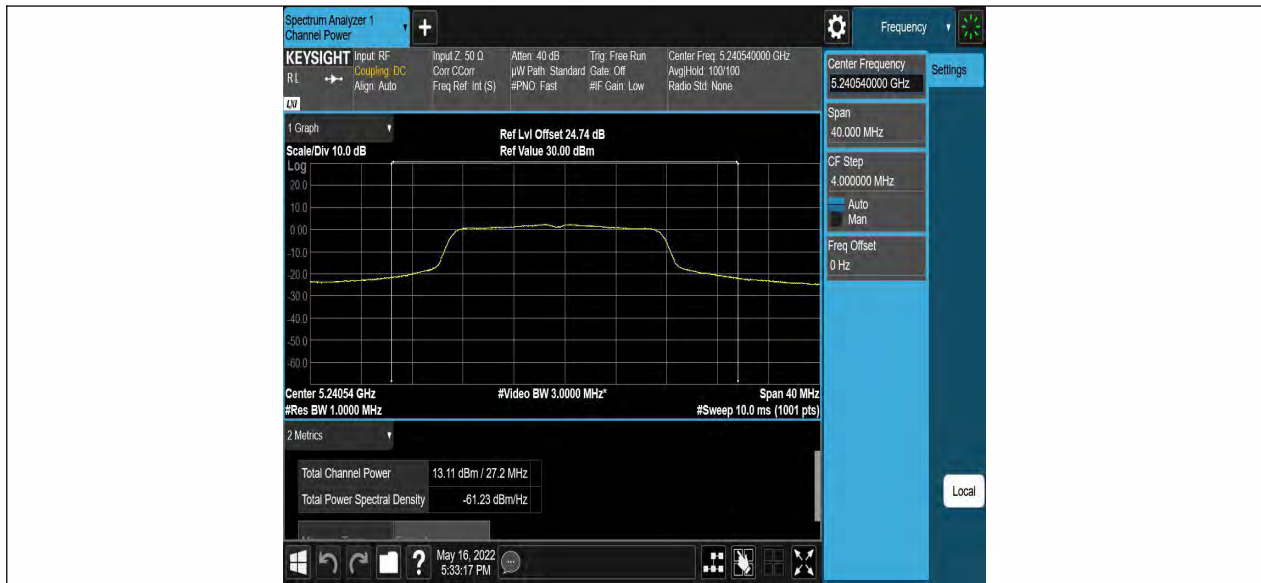 Spectrum Analyzer 1
Channel Power
+
Frequency
KEYSIGHT
RL
LXI
Input: RF
Coupling: DC
Align: Auto
Input Z: 50 Ω
Corr CCorr
Freq Ref: Int (S)
Atten: 40 dB
µW Path: Standard
#PNO: Fast
Trig: Free Run
Gate: Off
#IF Gain: Low
Center Freq: 5.240540000 GHz
Avg|Hold: 100/100
Radio Std: None
Center Frequency
5.240540000 GHz
Settings
Span
40.000 MHz
CF Step
4.000000 MHz
Auto
Man
Freq Offset
0 Hz
1 Graph
Scale/Div 10.0 dB
Ref Lvl Offset 24.74 dB
Ref Value 30.00 dBm
Log
20.0
10.0
0.00
-10.0
-20.0
-30.0
-40.0
-50.0
-60.0
Center 5.24054 GHz
#Video BW 3.0000 MHz*
Span 40 MHz
#Res BW 1.0000 MHz
#Sweep 10.0 ms (1001 pts)
2 Metrics
Total Channel Power 13.11 dBm / 27.2 MHz
Total Power Spectral Density -61.23 dBm/Hz
Local
?
May 16, 2022
5:33:17 PM